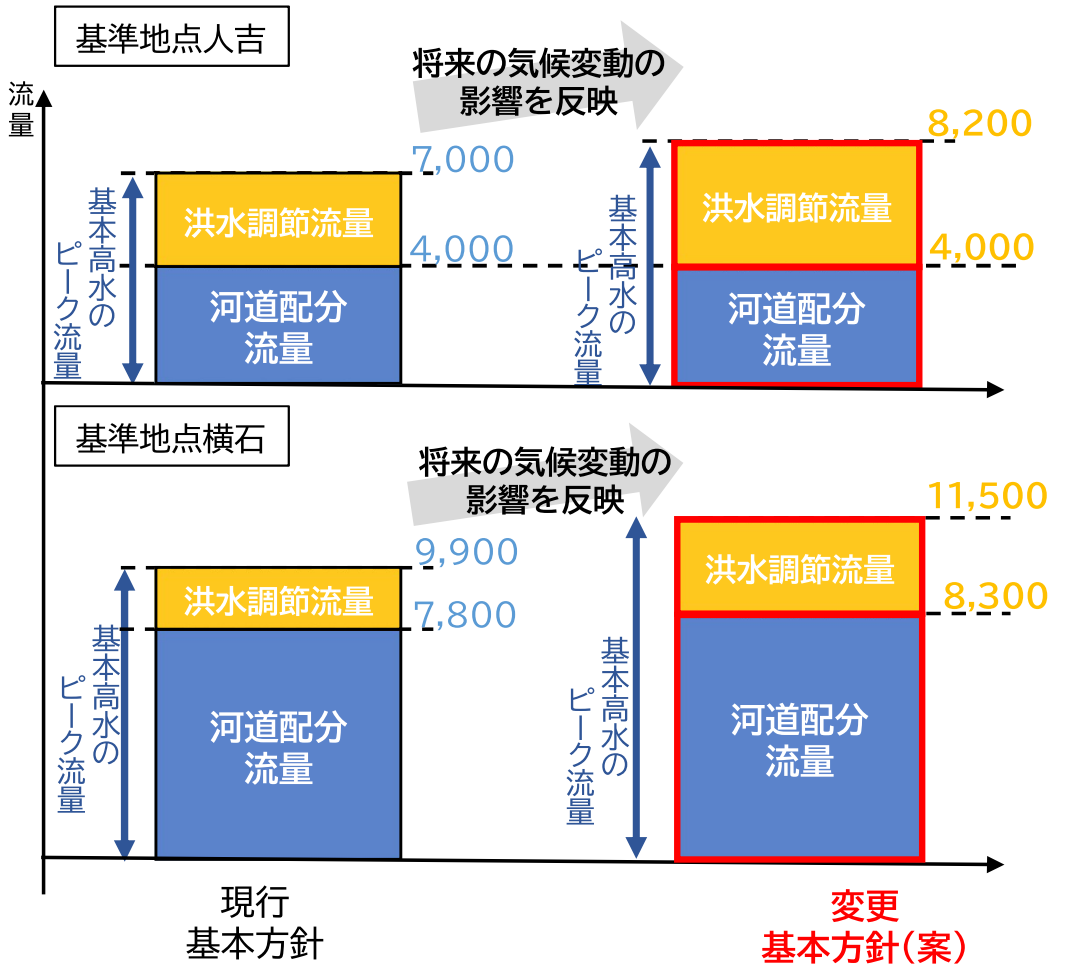 基準地点人吉
将来の気候変動の
影響を反映
流
量
7,000
4,000
8,200
4,000
基本高水の
ピーク流量
洪水調節流量
河道配分
流量
基本高水の
ピーク流量
洪水調節流量
河道配分
流量
基準地点横石
将来の気候変動の
影響を反映
9,900
7,800
11,500
8,300
基本高水の
ピーク流量
洪水調節流量
河道配分
流量
基本高水の
ピーク流量
洪水調節流量
河道配分
流量
現行
基本方針
変更
基本方針(案)